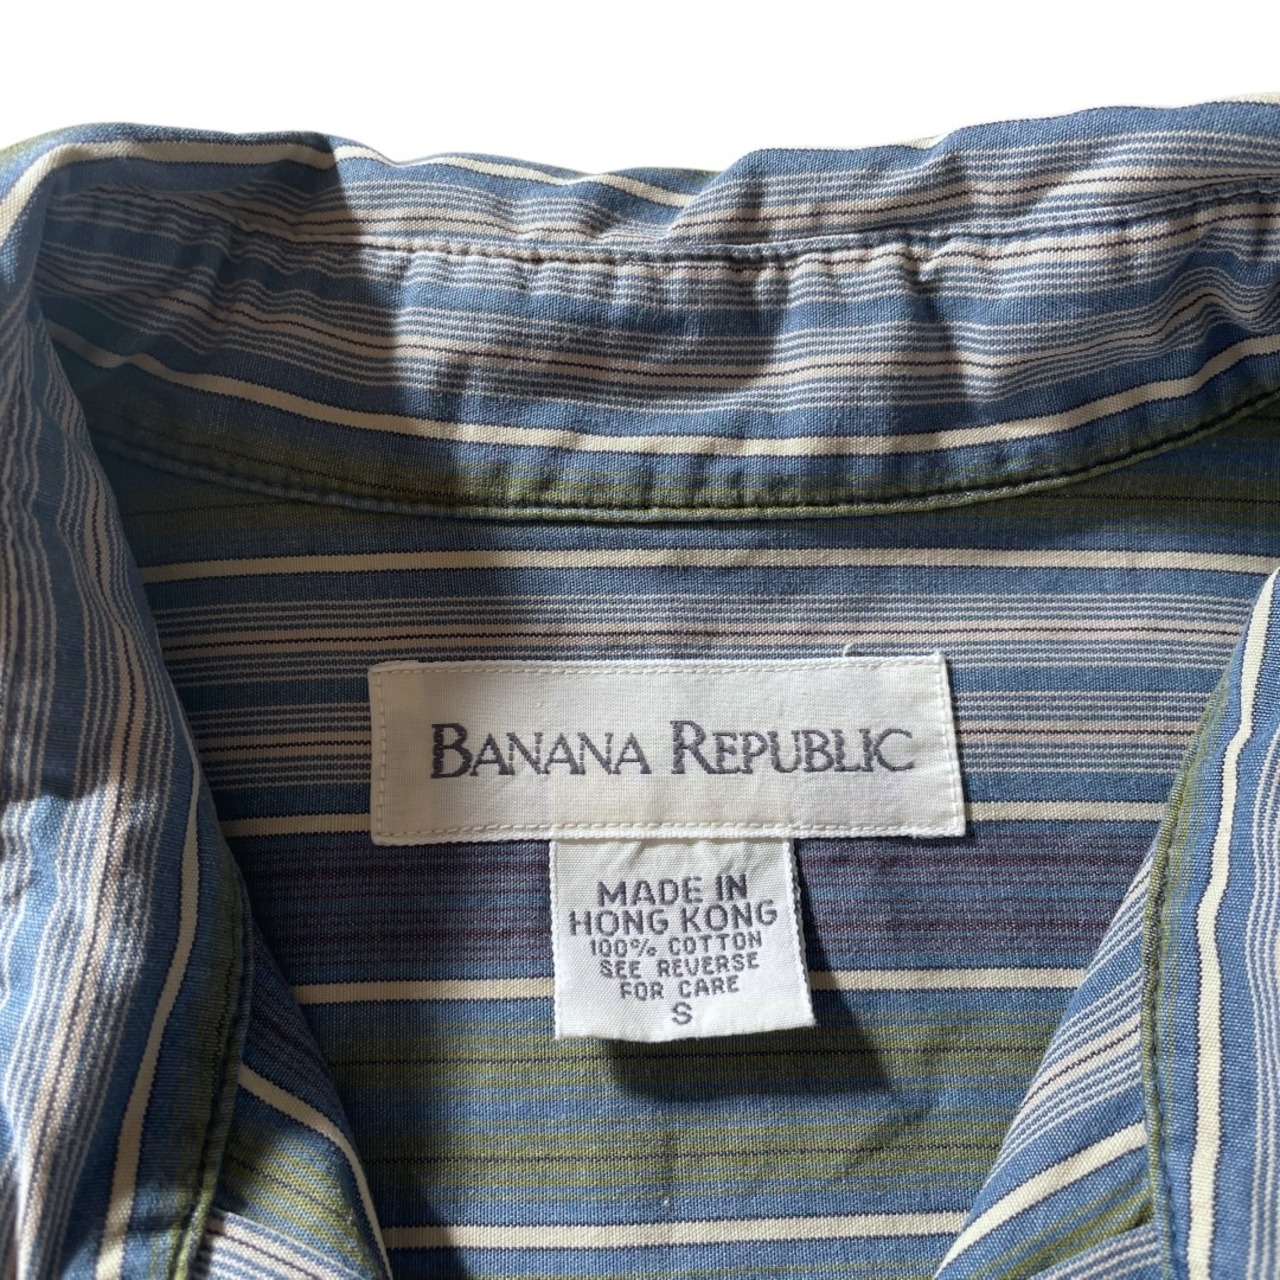 BANANA REPUBLIC
MADE IN
HONG KONG
100% COTTON
SEE REVERSE
FOR CARE
S